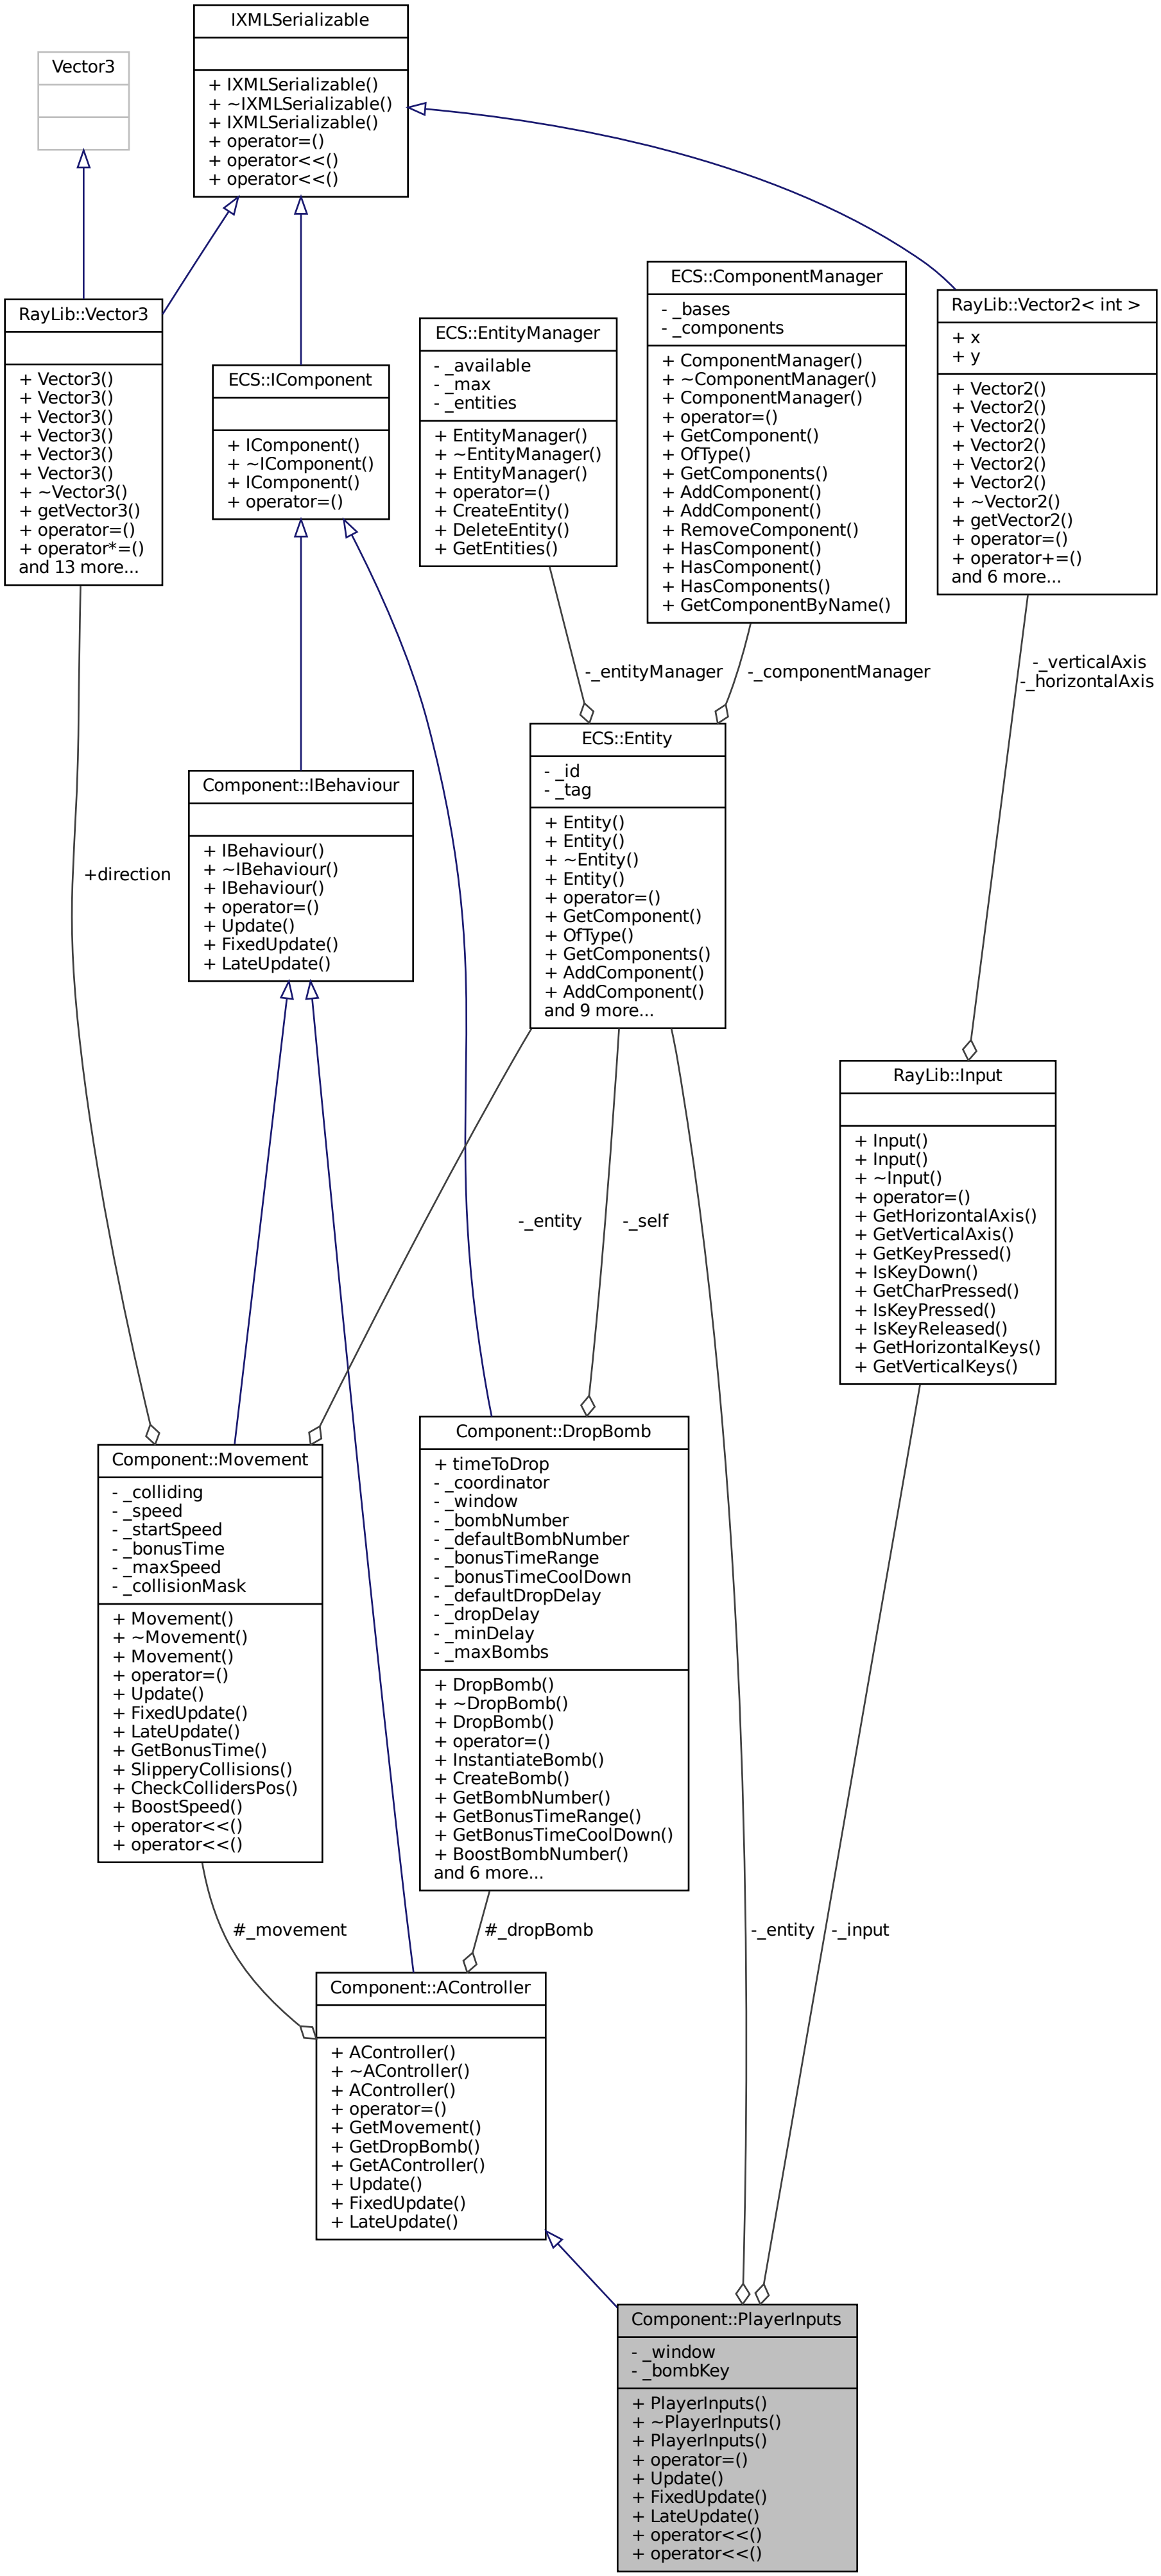 IXMLSerializable
+ IXMLSerializable()
+ ~IXMLSerializable()
+ IXMLSerializable()
+ operator=()
+ operator<<()
+ operator<<()
Vector3
RayLib::Vector3
+ Vector3()
+ Vector3()
+ Vector3()
+ Vector3()
+ Vector3()
+ Vector3()
+ ~Vector3()
+ getVector3()
+ operator=()
+ operator*=()
and 13 more...
ECS::IComponent
+ IComponent()
+ ~IComponent()
+ IComponent()
+ operator=()
ECS::EntityManager
- _available
- _max
- _entities
+ EntityManager()
+ ~EntityManager()
+ EntityManager()
+ operator=()
+ CreateEntity()
+ DeleteEntity()
+ GetEntities()
ECS::ComponentManager
- _bases
- _components
+ ComponentManager()
+ ~ComponentManager()
+ ComponentManager()
+ operator=()
+ GetComponent()
+ OfType()
+ GetComponents()
+ AddComponent()
+ AddComponent()
+ RemoveComponent()
+ HasComponent()
+ HasComponent()
+ HasComponents()
+ GetComponentByName()
RayLib::Vector2< int >
+ x
+ y
+ Vector2()
+ Vector2()
+ Vector2()
+ Vector2()
+ Vector2()
+ Vector2()
+ ~Vector2()
+ getVector2()
+ operator=()
+ operator+=()
and 6 more...
-_entityManager
-_componentManager
-_verticalAxis
-_horizontalAxis
ECS::Entity
- _id
- _tag
+ Entity()
+ Entity()
+ ~Entity()
+ Entity()
+ operator=()
+ GetComponent()
+ OfType()
+ GetComponents()
+ AddComponent()
+ AddComponent()
and 9 more...
Component::IBehaviour
+ IBehaviour()
+ ~IBehaviour()
+ IBehaviour()
+ operator=()
+ Update()
+ FixedUpdate()
+ LateUpdate()
+direction
RayLib::Input
+ Input()
+ Input()
+ ~Input()
+ operator=()
+ GetHorizontalAxis()
+ GetVerticalAxis()
+ GetKeyPressed()
+ IsKeyDown()
+ GetCharPressed()
+ IsKeyPressed()
+ IsKeyReleased()
+ GetHorizontalKeys()
+ GetVerticalKeys()
-_entity
-_self
Component::Movement
- _colliding
- _speed
- _startSpeed
- _bonusTime
- _maxSpeed
- _collisionMask
+ Movement()
+ ~Movement()
+ Movement()
+ operator=()
+ Update()
+ FixedUpdate()
+ LateUpdate()
+ GetBonusTime()
+ SlipperyCollisions()
+ CheckCollidersPos()
+ BoostSpeed()
+ operator<<()
+ operator<<()
Component::DropBomb
+ timeToDrop
- _coordinator
- _window
- _bombNumber
- _defaultBombNumber
- _bonusTimeRange
- _bonusTimeCoolDown
- _defaultDropDelay
- _dropDelay
- _minDelay
- _maxBombs
+ DropBomb()
+ ~DropBomb()
+ DropBomb()
+ operator=()
+ InstantiateBomb()
+ CreateBomb()
+ GetBombNumber()
+ GetBonusTimeRange()
+ GetBonusTimeCoolDown()
+ BoostBombNumber()
and 6 more...
#_movement
#_dropBomb
-_entity
-_input
Component::AController
+ AController()
+ ~AController()
+ AController()
+ operator=()
+ GetMovement()
+ GetDropBomb()
+ GetAController()
+ Update()
+ FixedUpdate()
+ LateUpdate()
Component::PlayerInputs
- _window
- _bombKey
+ PlayerInputs()
+ ~PlayerInputs()
+ PlayerInputs()
+ operator=()
+ Update()
+ FixedUpdate()
+ LateUpdate()
+ operator<<()
+ operator<<()